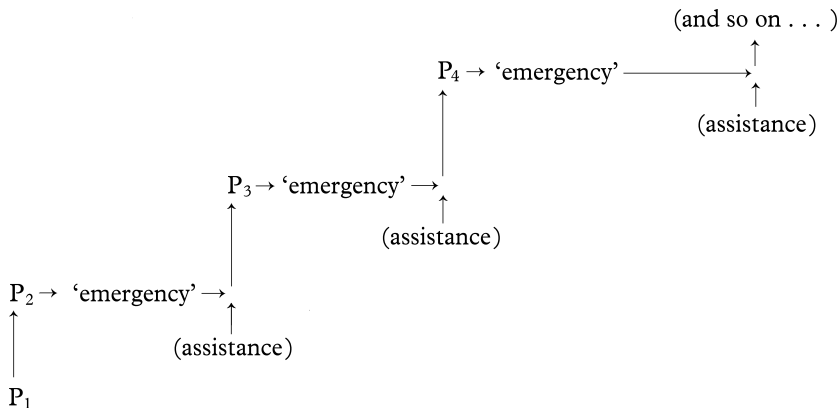 (and so on . . . )
P₄ → ‘emergency’ →
(assistance)
P₃ → ‘emergency’ →
(assistance)
P₂ → ‘emergency’ →
(assistance)
P₁